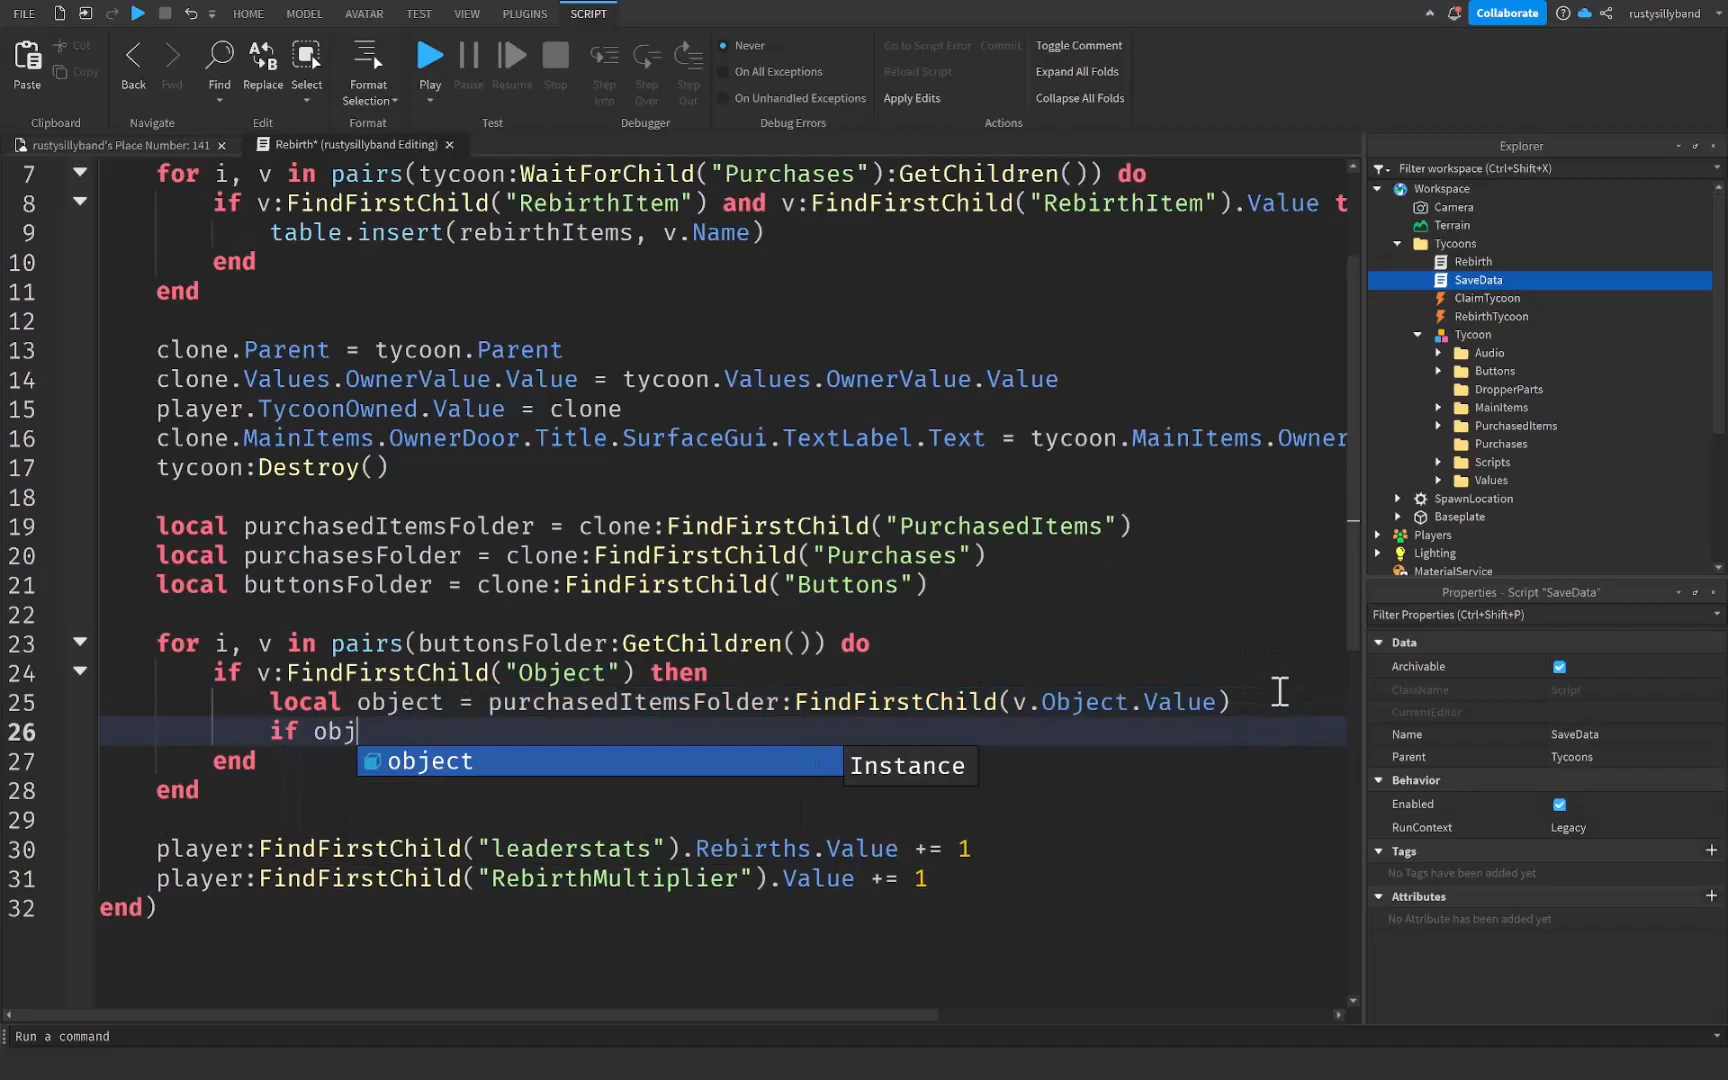 FILE HOME MODEL AVATAR TEST VIEW PLUGINS SCRIPT Collaborate rustysillyband
Paste Cut Copy Clipboard
Back Fwd Navigate
Find Replace Select Edit
Format Selection Format
Play Pause Resume Stop Test
Step Into Step Over Step Out Debugger
Never
On All Exceptions
On Unhandled Exceptions
Debug Errors
Go to Script Error Commit
Reload Script
Apply Edits
Toggle Comment
Expand All Folds
Collapse All Folds
Actions
rustysillyband's Place Number: 141 Rebirth* (rustysillyband Editing)
7 for i, v in pairs(tycoon:WaitForChild("Purchases"):GetChildren()) do
8 if v:FindFirstChild("RebirthItem") and v:FindFirstChild("RebirthItem").Value t
9 table.insert(rebirthItems, v.Name)
10 end
11 end
12
13 clone.Parent = tycoon.Parent
14 clone.Values.OwnerValue.Value = tycoon.Values.OwnerValue.Value
15 player.TycoonOwned.Value = clone
16 clone.MainItems.OwnerDoor.Title.SurfaceGui.TextLabel.Text = tycoon.MainItems.Owner
17 tycoon:Destroy()
18
19 local purchasedItemsFolder = clone:FindFirstChild("PurchasedItems")
20 local purchasesFolder = clone:FindFirstChild("Purchases")
21 local buttonsFolder = clone:FindFirstChild("Buttons")
22
23 for i, v in pairs(buttonsFolder:GetChildren()) do
24 if v:FindFirstChild("Object") then
25 local object = purchasedItemsFolder:FindFirstChild(v.Object.Value)
26 if obj
27 end object Instance
28 end
29
30 player:FindFirstChild("leaderstats").Rebirths.Value += 1
31 player:FindFirstChild("RebirthMultiplier").Value += 1
32 end)
Explorer
Filter workspace (Ctrl+Shift+X)
Workspace
Camera
Terrain
Tycoons
Rebirth
SaveData
ClaimTycoon
RebirthTycoon
Tycoon
Audio
Buttons
DropperParts
MainItems
PurchasedItems
Purchases
Scripts
Values
SpawnLocation
Baseplate
Players
Lighting
MaterialService
Properties - Script "SaveData"
Filter Properties (Ctrl+Shift+P)
Data
Archivable
ClassName Script
CurrentEditor
Name SaveData
Parent Tycoons
Behavior
Enabled
RunContext Legacy
Tags
No Tags have been added yet
Attributes
No Attribute has been added yet
Run a command